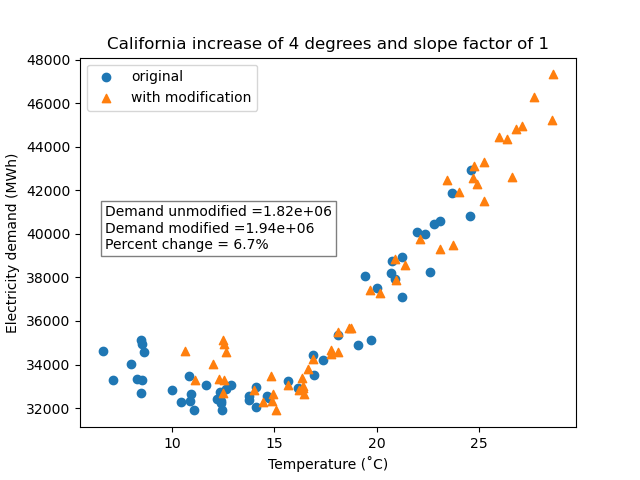 California increase of 4 degrees and slope factor of 1
original
with modification
Demand unmodified =1.82e+06
Demand modified =1.94e+06
Percent change = 6.7%
Electricity demand (MWh)
48000
46000
44000
42000
40000
38000
36000
34000
32000
10
15
20
25
Temperature (˚C)